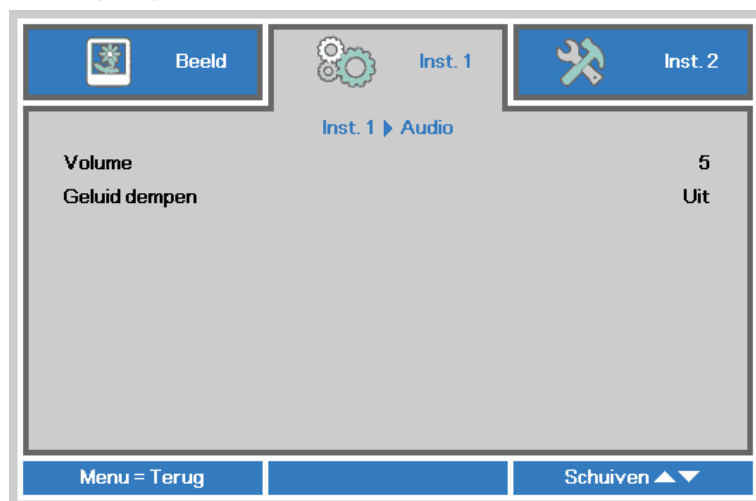 Beeld
Inst. 1
Inst. 2
Inst. 1 ▶ Audio
Volume 5
Geluid dempen Uit
Menu = Terug
Schuiven ▲▼